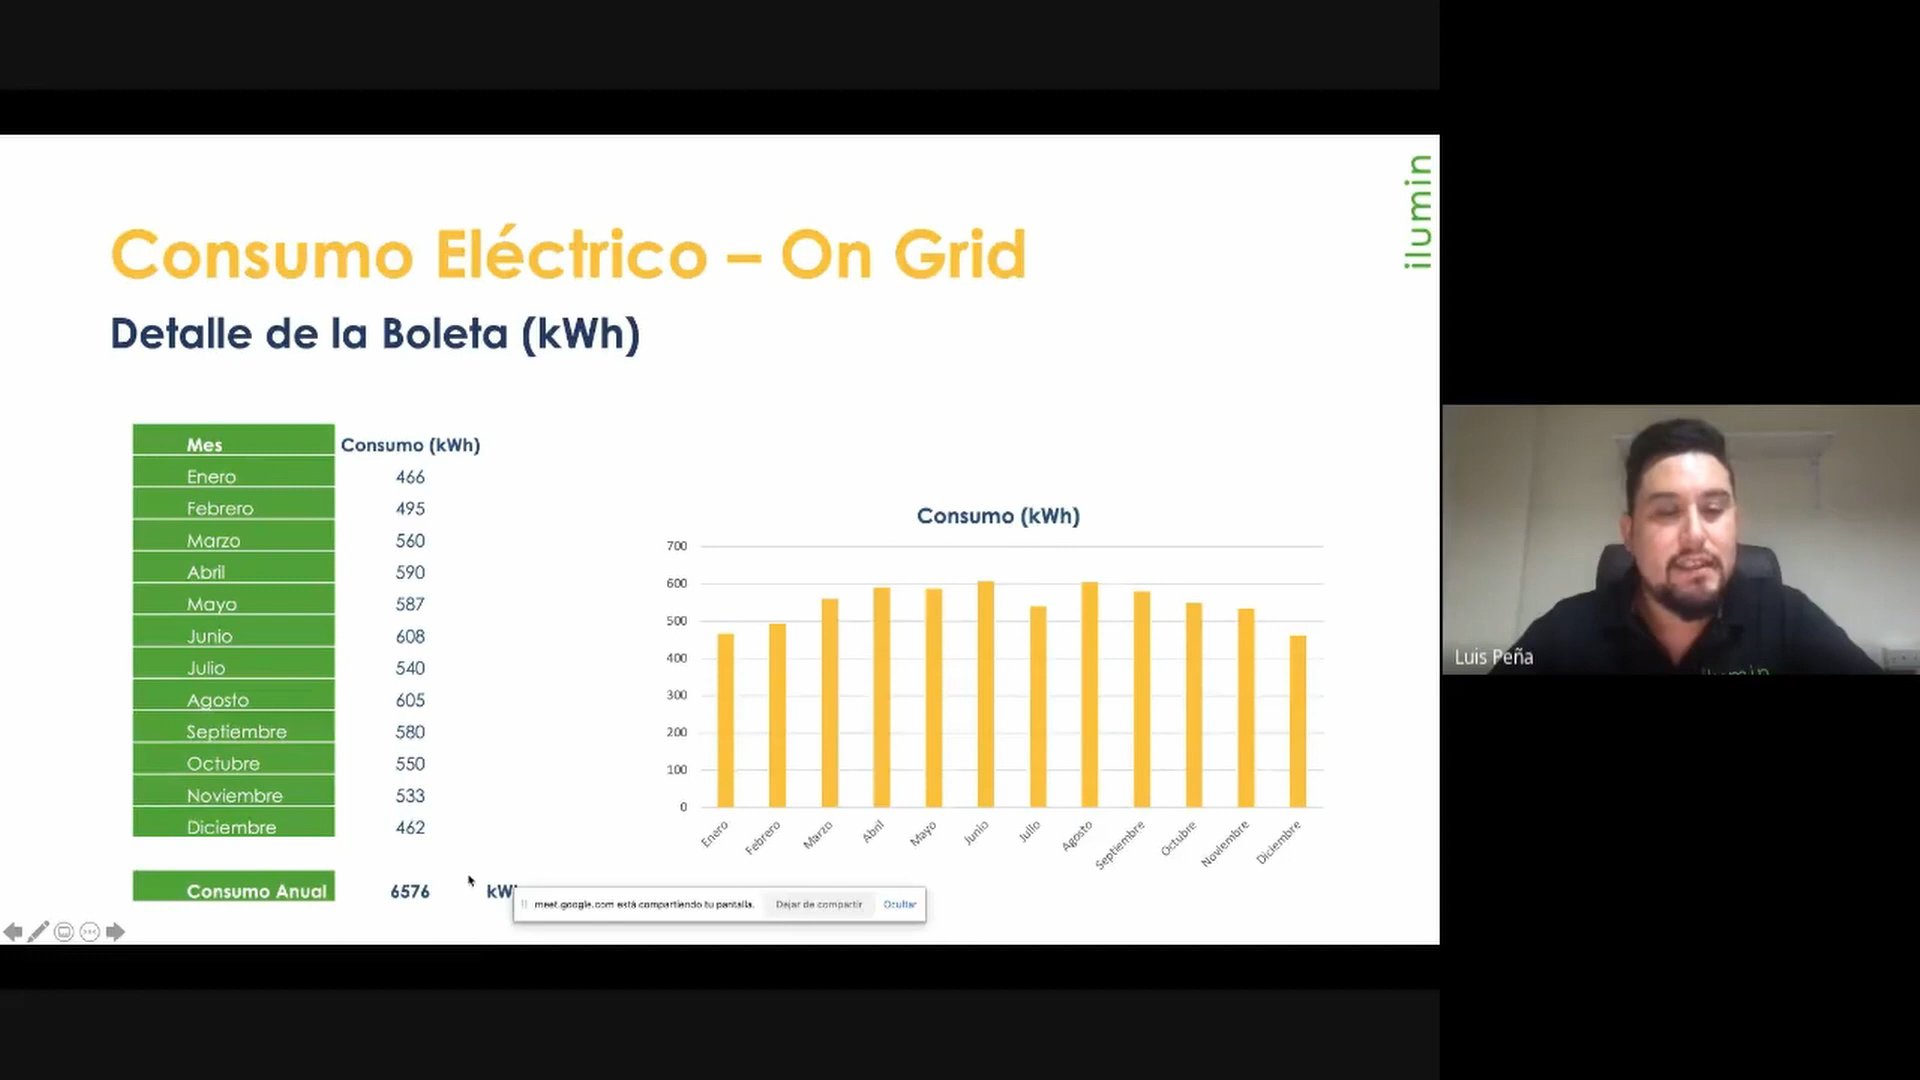 ilumin
Consumo Eléctrico – On Grid
Detalle de la Boleta (kWh)
Mes Consumo (kWh)
Enero 466
Febrero 495
Marzo 560
Abril 590
Mayo 587
Junio 608
Julio 540
Agosto 605
Septiembre 580
Octubre 550
Noviembre 533
Diciembre 462
Consumo Anual 6576
Consumo (kWh)
700
600
500
400
300
200
100
0
Enero
Febrero
Marzo
Abril
Mayo
Junio
Julio
Agosto
Septiembre
Octubre
Noviembre
Diciembre
meet.google.com está compartiendo tu pantalla. Dejar de compartir Ocultar
Luis Peña